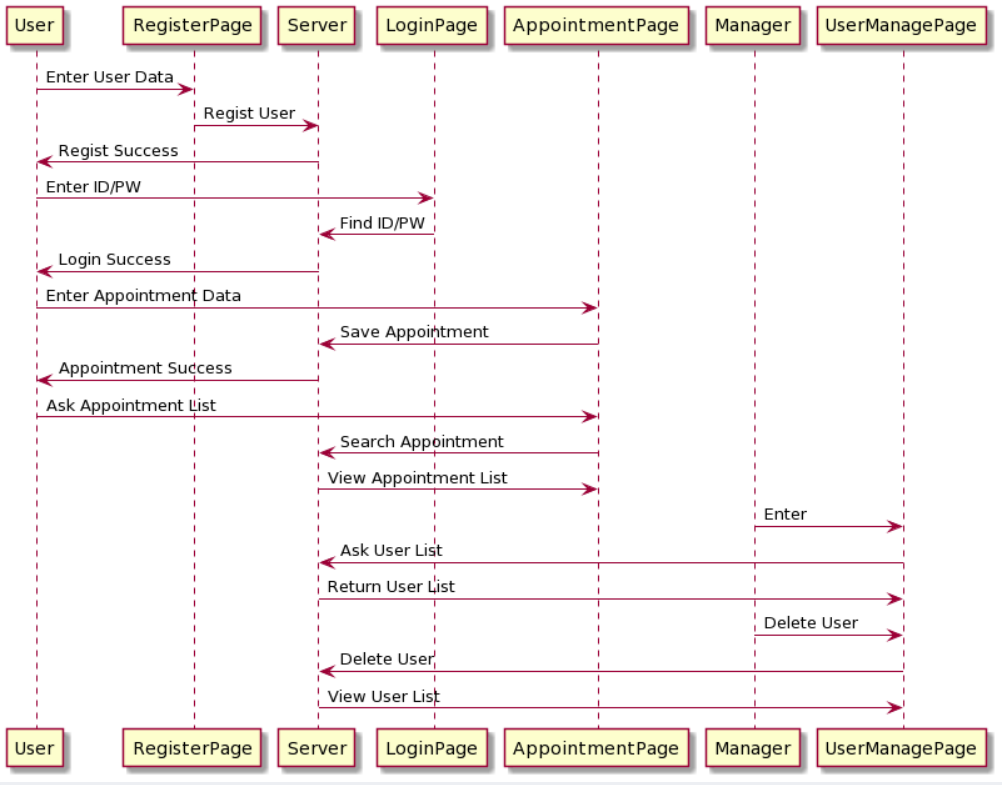 User RegisterPage Server LoginPage AppointmentPage Manager UserManagePage
Enter User Data
Regist User
Regist Success
Enter ID/PW
Find ID/PW
Login Success
Enter Appointment Data
Save Appointment
Appointment Success
Ask Appointment List
Search Appointment
View Appointment List
Enter
Ask User List
Return User List
Delete User
Delete User
View User List
User RegisterPage Server LoginPage AppointmentPage Manager UserManagePage